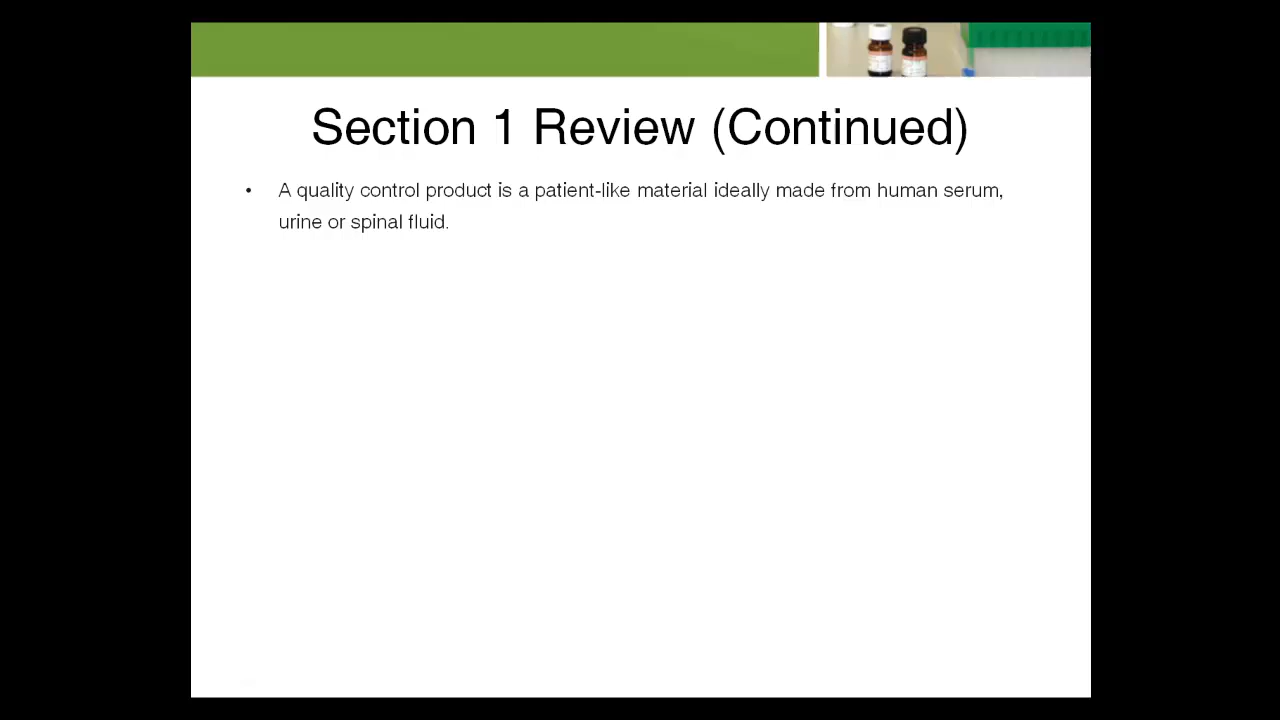 Section 1 Review (Continued)
• A quality control product is a patient-like material ideally made from human serum,
urine or spinal fluid.